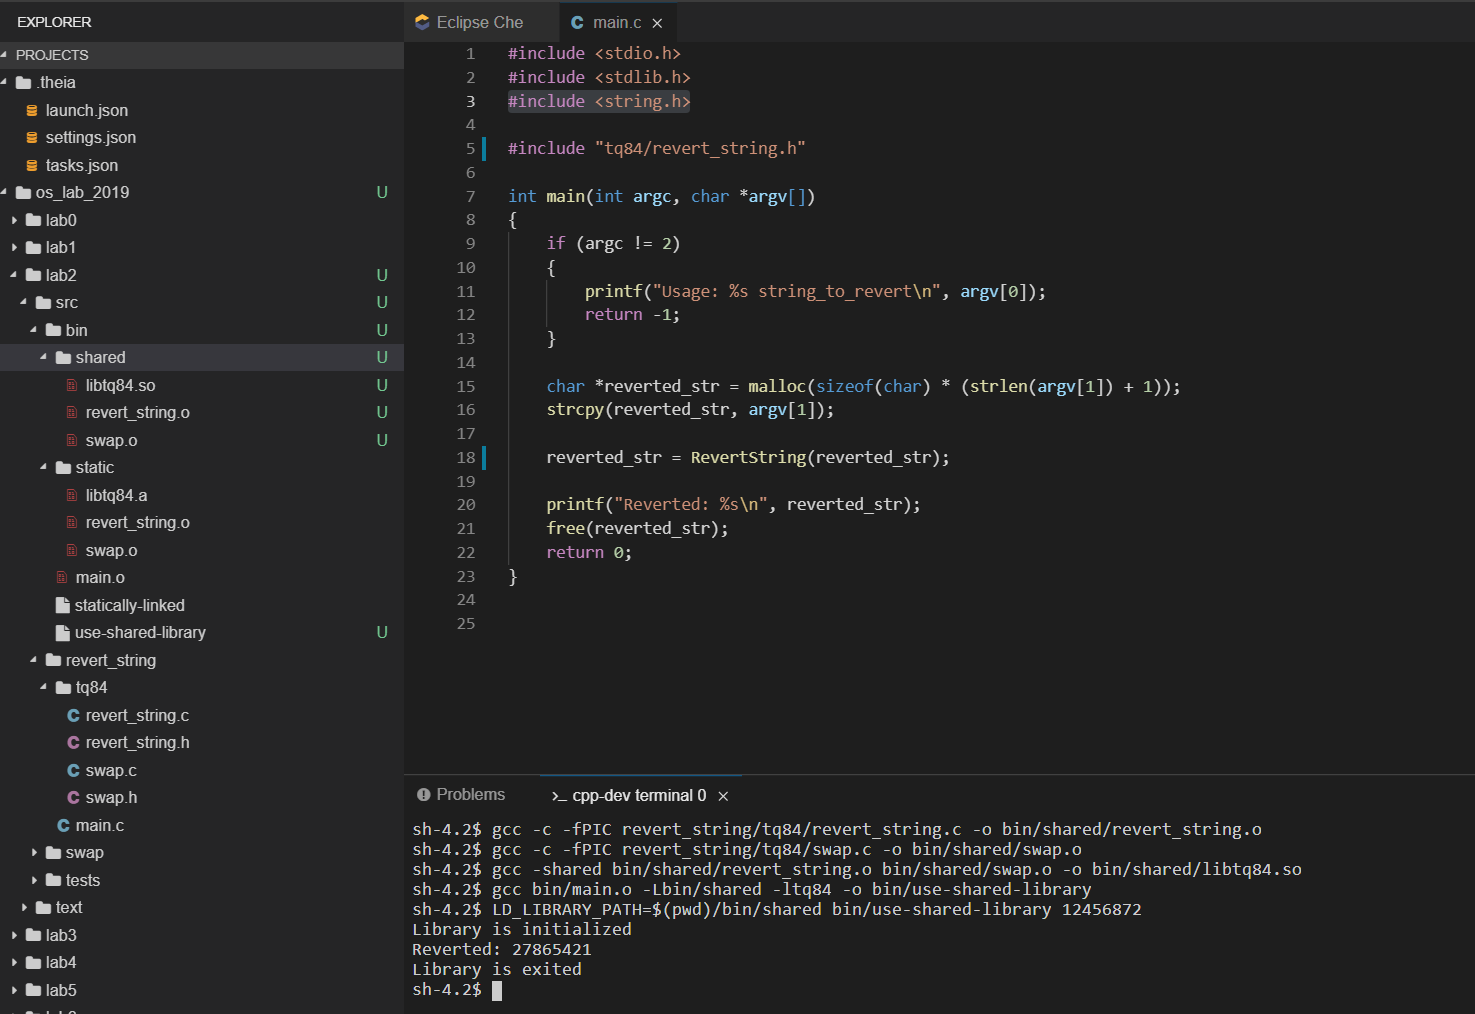 EXPLORER
PROJECTS
.theia
launch.json
settings.json
tasks.json
os_lab_2019 U
lab0
lab1
lab2 U
src U
bin U
shared U
libtq84.so U
revert_string.o U
swap.o U
static
libtq84.a
revert_string.o
swap.o
main.o
statically-linked
use-shared-library U
revert_string
tq84
C revert_string.c
C revert_string.h
C swap.c
C swap.h
C main.c
swap
tests
text
lab3
lab4
lab5
Eclipse Che
C main.c ×
1 #include <stdio.h>
2 #include <stdlib.h>
3 #include <string.h>
4
5 #include "tq84/revert_string.h"
6
7 int main(int argc, char *argv[])
8 {
9     if (argc != 2)
10     {
11         printf("Usage: %s string_to_revert\n", argv[0]);
12         return -1;
13     }
14
15     char *reverted_str = malloc(sizeof(char) * (strlen(argv[1]) + 1));
16     strcpy(reverted_str, argv[1]);
17
18     reverted_str = RevertString(reverted_str);
19
20     printf("Reverted: %s\n", reverted_str);
21     free(reverted_str);
22     return 0;
23 }
24
25
Problems
>_ cpp-dev terminal 0 ×
sh-4.2$ gcc -c -fPIC revert_string/tq84/revert_string.c -o bin/shared/revert_string.o
sh-4.2$ gcc -c -fPIC revert_string/tq84/swap.c -o bin/shared/swap.o
sh-4.2$ gcc -shared bin/shared/revert_string.o bin/shared/swap.o -o bin/shared/libtq84.so
sh-4.2$ gcc bin/main.o -Lbin/shared -ltq84 -o bin/use-shared-library
sh-4.2$ LD_LIBRARY_PATH=$(pwd)/bin/shared bin/use-shared-library 12456872
Library is initialized
Reverted: 27865421
Library is exited
sh-4.2$